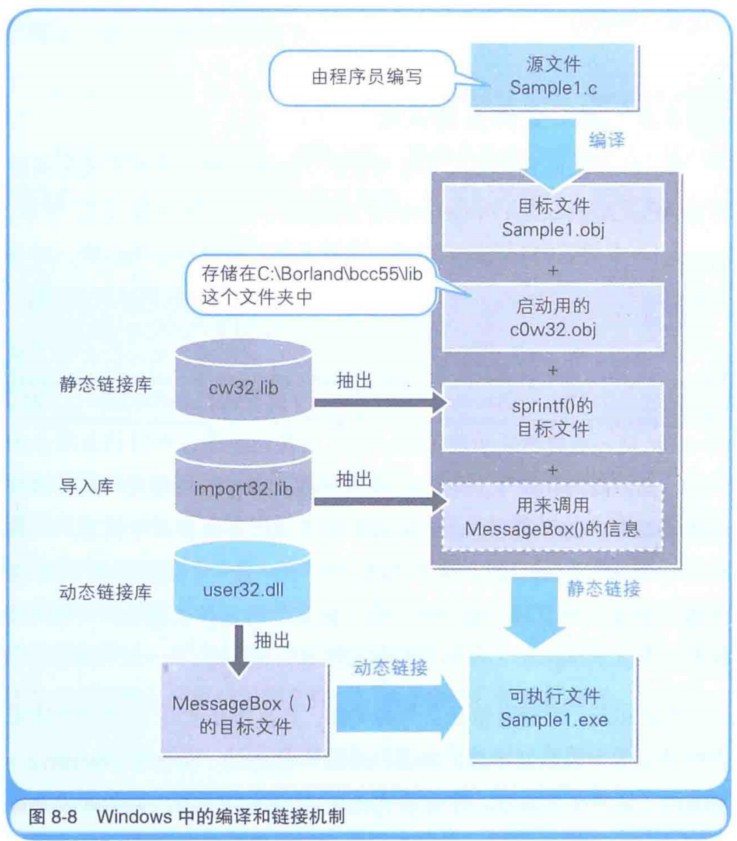 源文件
Sample1.c
由程序员编写
编译
目标文件
Sample1.obj
+
存储在C:\Borland\bcc55\lib
这个文件夹中
启动用的
c0w32.obj
+
静态链接库
cw32.lib
抽出
sprintf()的
目标文件
+
导入库
import32.lib
抽出
用来调用
MessageBox()的信息
动态链接库
user32.dll
静态链接
抽出
MessageBox ( )
的目标文件
动态链接
可执行文件
Sample1.exe
图 8-8 Windows 中的编译和链接机制